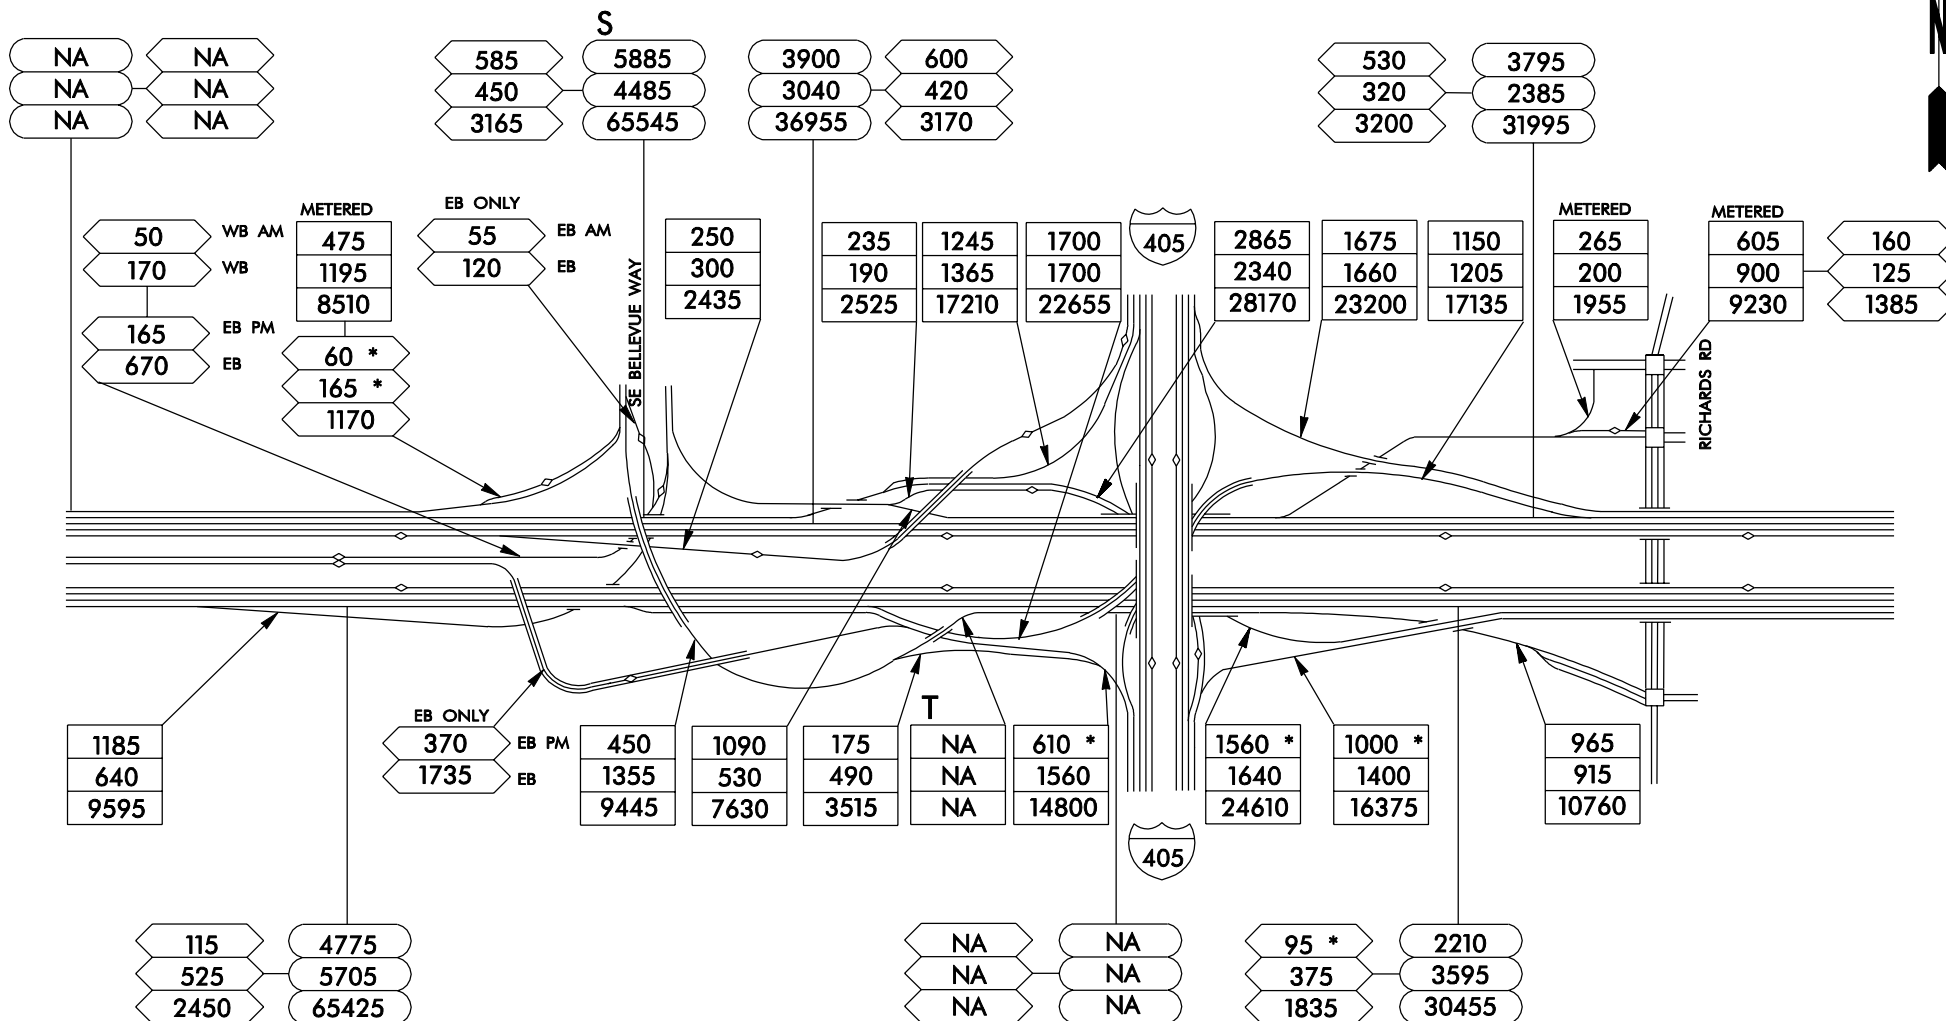 S
N
NA NA
NA NA
NA NA
585 5885
450 4485
3165 65545
3900 600
3040 420
36955 3170
530 3795
320 2385
3200 31995
50 WB AM
170 WB
165 EB PM
670 EB
METERED
475
1195
8510
60 *
165 *
1170
EB ONLY
55 EB AM
120 EB
SE BELLEVUE WAY
250
300
2435
235
190
2525
1245
1365
17210
1700
1700
22655
405
2865
2340
28170
1675
1660
23200
1150
1205
17135
METERED
265
200
1955
METERED
605 160
900 125
9230 1385
RICHARDS RD
1185
640
9595
EB ONLY
370 EB PM
1735 EB
450
1355
9445
1090
530
7630
175
490
3515
T
NA
NA
NA
610 *
1560
14800
405
1560 *
1640
24610
1000 *
1400
16375
965
915
10760
115 4775
525 5705
2450 65425
NA NA
NA NA
NA NA
95 * 2210
375 3595
1835 30455